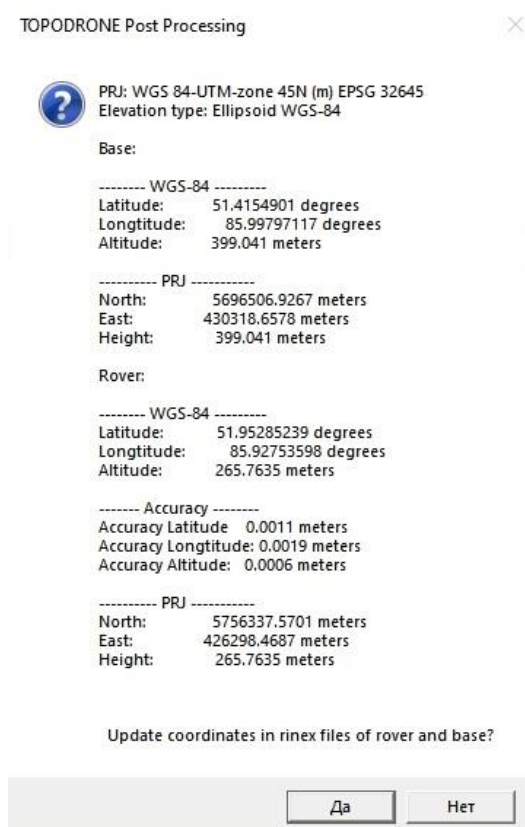 TOPODRONE Post Processing
PRJ: WGS 84-UTM-zone 45N (m) EPSG 32645
Elevation type: Ellipsoid WGS-84
Base:
-------- WGS-84 ---------
Latitude: 51.4154901 degrees
Longtitude: 85.99797117 degrees
Altitude: 399.041 meters
---------- PRJ -----------
North: 5696506.9267 meters
East: 430318.6578 meters
Height: 399.041 meters
Rover:
-------- WGS-84 ---------
Latitude: 51.95285239 degrees
Longtitude: 85.92753598 degrees
Altitude: 265.7635 meters
------- Accuracy --------
Accuracy Latitude 0.0011 meters
Accuracy Longtitude: 0.0019 meters
Accuracy Altitude: 0.0006 meters
---------- PRJ -----------
North: 5756337.5701 meters
East: 426298.4687 meters
Height: 265.7635 meters
Update coordinates in rinex files of rover and base?
Да Нет